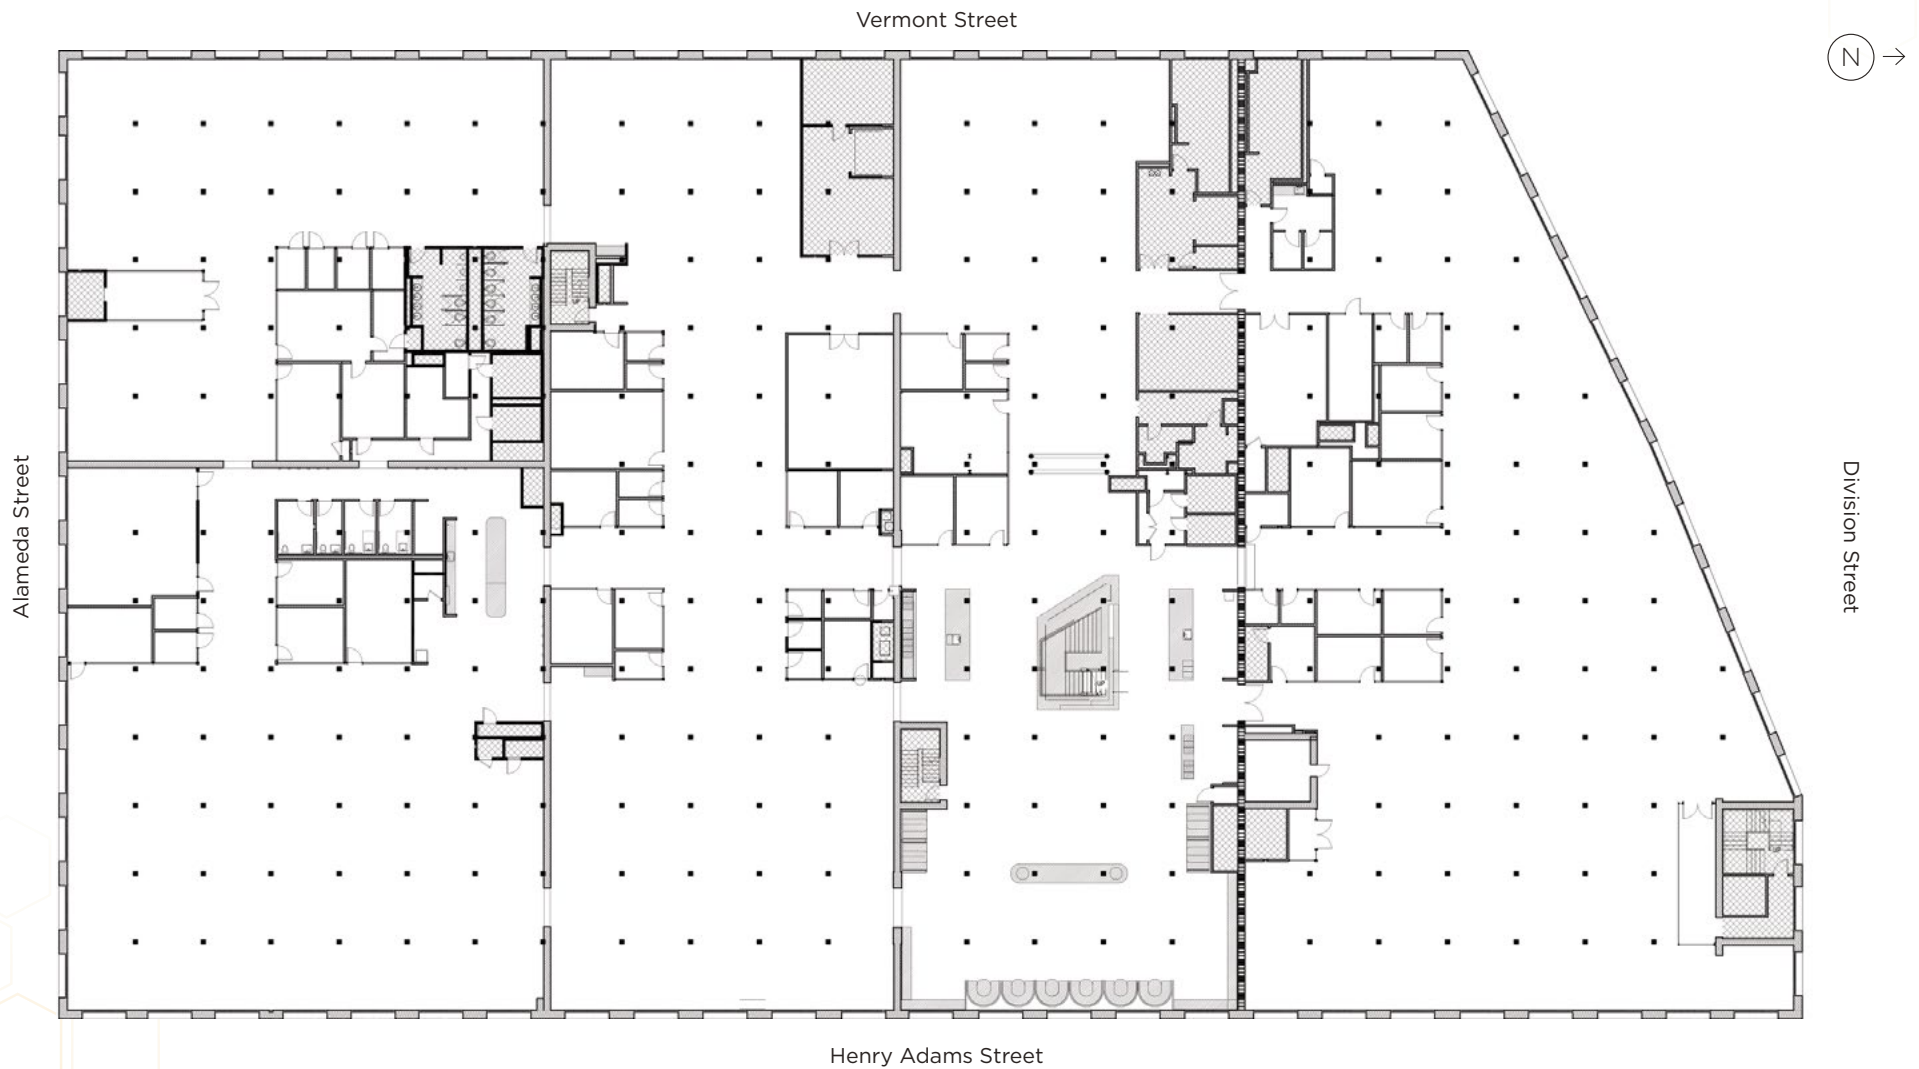 Vermont Street
N
Alameda Street
Division Street
Henry Adams Street